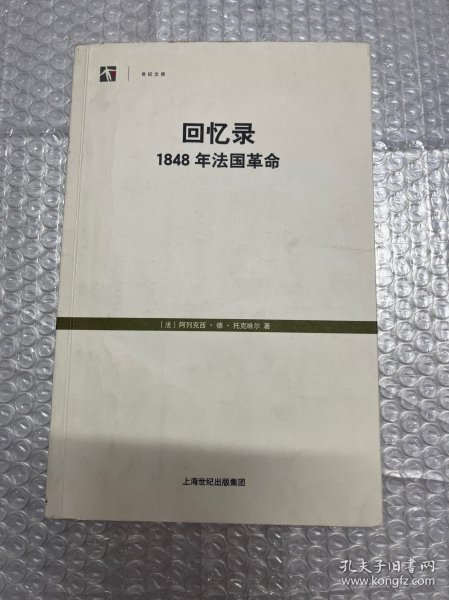 世纪文库
回忆录
1848 年法国革命
[法] 阿列克西·德·托克维尔 著
上海世纪出版集团
孔夫子旧书网
www.kongfz.com